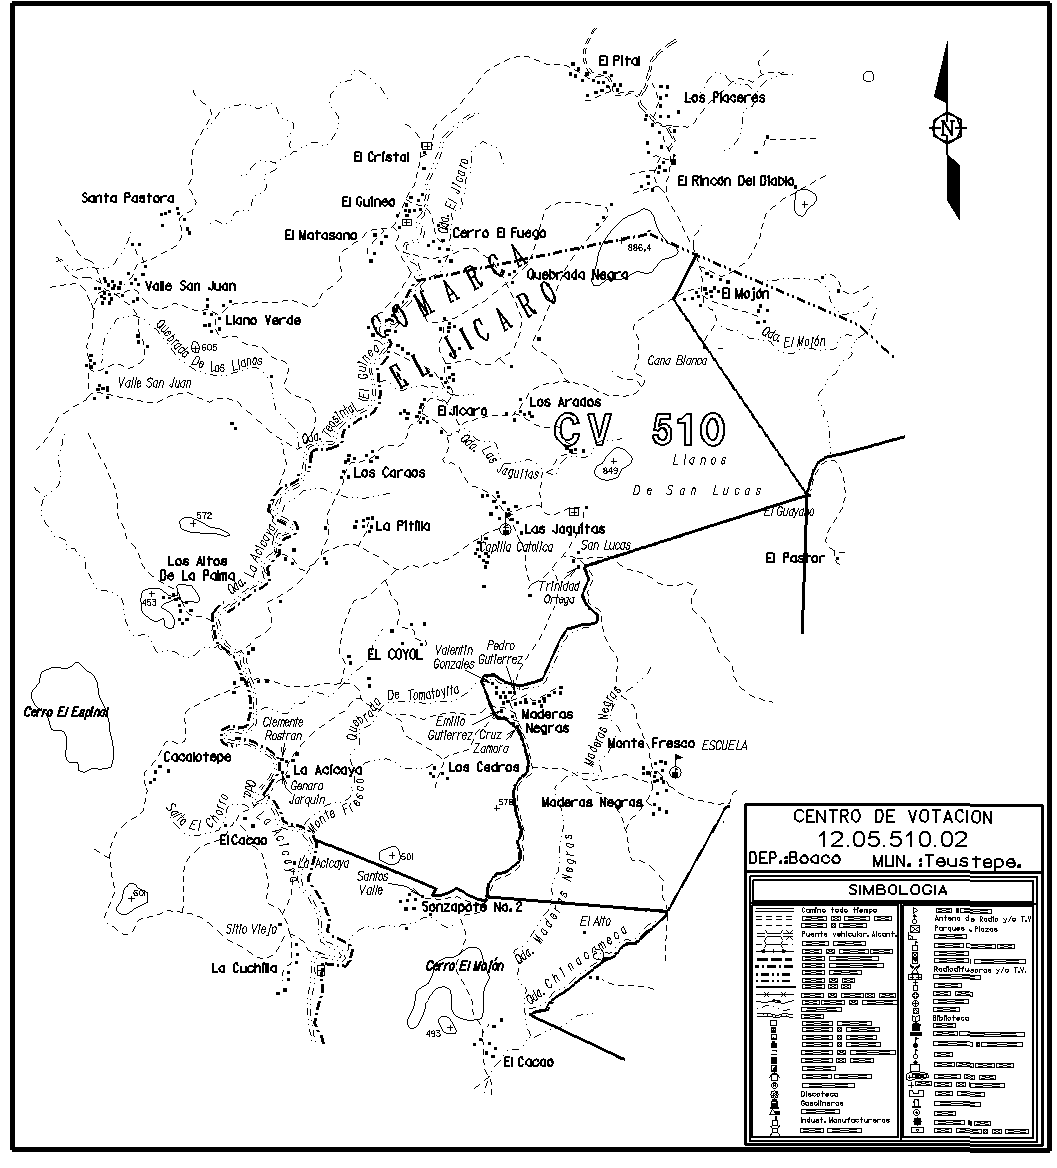 El Pital
Los Placeres
N
El Cristal
Qda. El Jicaro
El Rincón Del Diablo
Santa Pastora
El Guineo
El Matasano
Cerro El Fuego
886,4
COMARCA
EL JICARO
Quebrada Negra
Valle San Juan
El Mojón
Llano Verde
Quebrada De Las Llanos
605
Qda. El Mojón
El Guineo
Cana Blanca
Valle San Juan
Los Arados
El Jicaro
CV 510
Qda. Las Jaguitas
Llanos
De San Lucas
849
Los Caraos
572
La Pitilla
Las Jaguitas
El Guayabo
Capilla Catolica
San Lucas
El Pastor
Los Altos
De La Palma
Qda. La Acicaya
453
Trinidad
Ortega
EL COYOL
Valentin
Gonzales
Pedro
Gutierrez
De Tomatoyita
Quebrada
Cerro El Espinal
Clemente
Rostran
Emilio
Gutierrez
Cruz
Zamora
Maderas
Negras
Maderas Negras
Monte Fresco
ESCUELA
Cacalotepe
La Acicaya
Los Cedros
Genara
Jarquin
Monte Fresco
578
Maderas Negras
Salto El Chorro
Qda. La Acicaya
El Cacao
La Acicaya
501
Santos
Valle
601
Sonzapote No. 2
Sitio Viejo
El Alto
Qda. Maderas Negras
La Cuchilla
Cerro El Mojón
Qda. Chinacameca
493
El Cacao
CENTRO DE VOTACION
12.05.510.02
DEP.:Boaco
MUN.:Teustepe.
SIMBOLOGIA
Camino todo tiempo
Puente vehicular. Alcant.
Discoteca
Gasolineras
Indust. Manufactureras
Antena de Radio y/o T.V
Parques . Plazas
Radiodifusoras y/o T.V.
Biblioteca